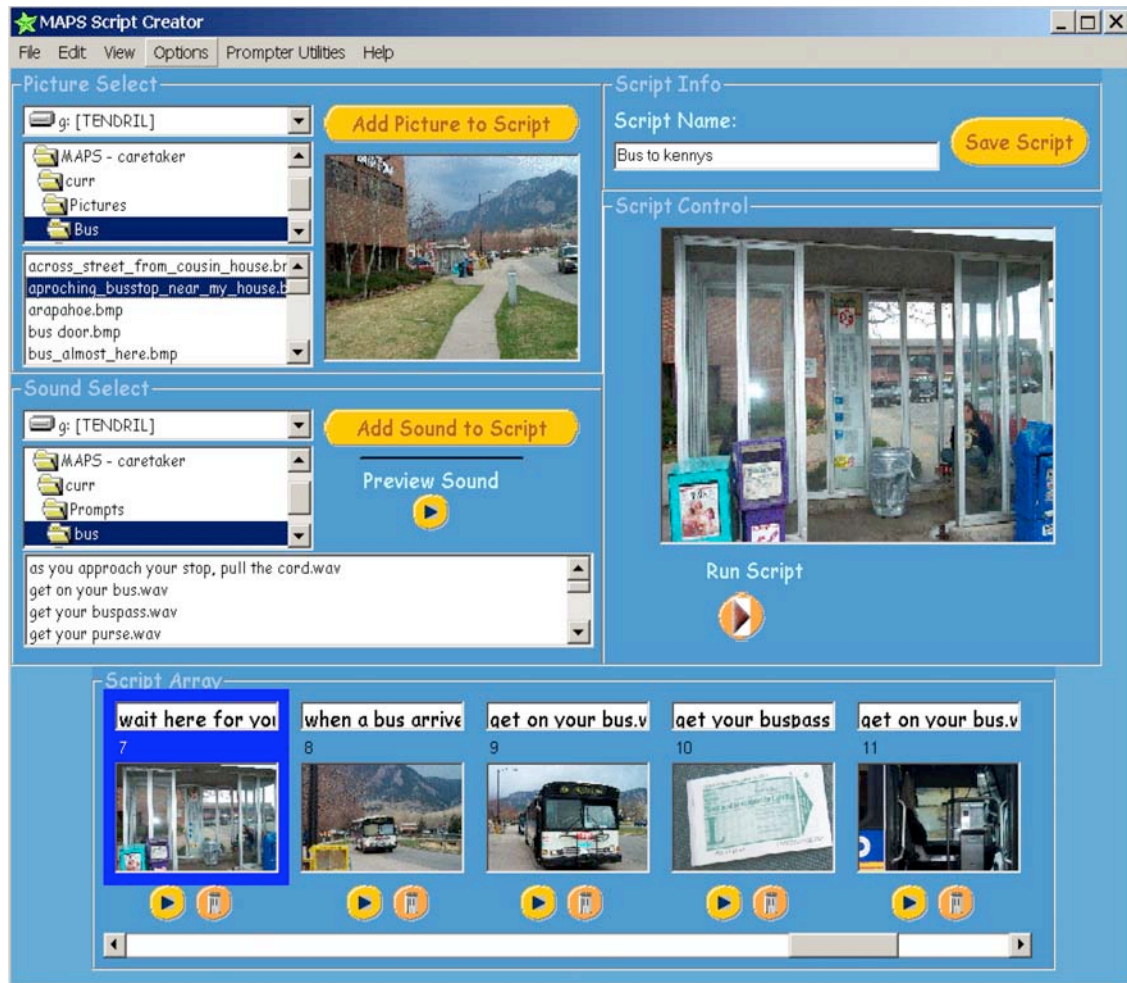 MAPS Script Creator
File Edit View Options Prompter Utilities Help
Picture Select
g: [TENDRIL]
Add Picture to Script
MAPS - caretaker
curr
Pictures
Bus
across_street_from_cousin_house.br
aproching_busstop_near_my_house.b
arapahoe.bmp
bus door.bmp
bus_almost_here.bmp
Script Info
Script Name:
Bus to kennys
Save Script
Script Control
Run Script
Sound Select
g: [TENDRIL]
Add Sound to Script
Preview Sound
MAPS - caretaker
curr
Prompts
bus
as you approach your stop, pull the cord.wav
get on your bus.wav
get your buspass.wav
get your purse.wav
Script Array
wait here for you
7
when a bus arrive
8
get on your bus.w
9
get your buspass
10
get on your bus.w
11